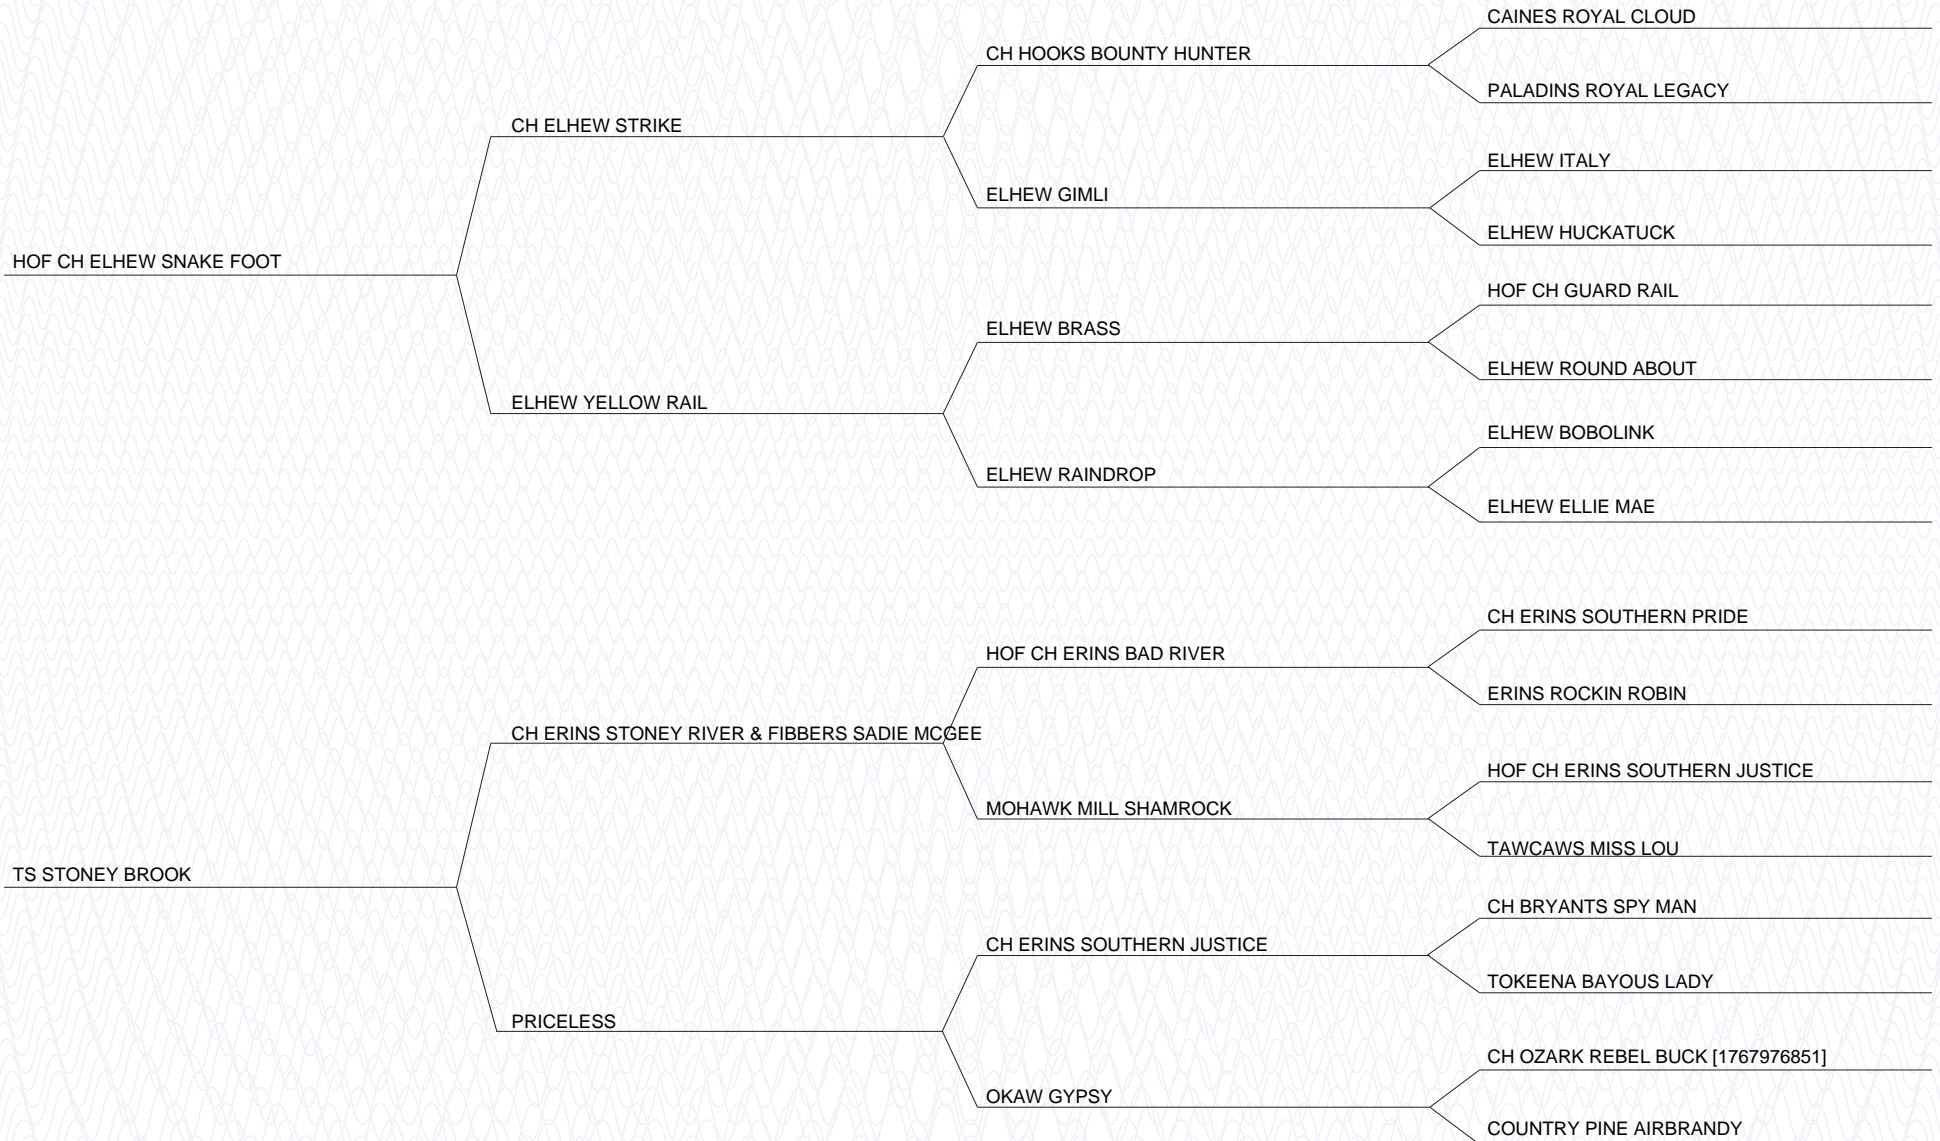 CAINES ROYAL CLOUD
CH HOOKS BOUNTY HUNTER
PALADINS ROYAL LEGACY
CH ELHEW STRIKE
ELHEW ITALY
ELHEW GIMLI
ELHEW HUCKATUCK
HOF CH ELHEW SNAKE FOOT
HOF CH GUARD RAIL
ELHEW BRASS
ELHEW ROUND ABOUT
ELHEW YELLOW RAIL
ELHEW BOBOLINK
ELHEW RAINDROP
ELHEW ELLIE MAE
CH ERINS SOUTHERN PRIDE
HOF CH ERINS BAD RIVER
ERINS ROCKIN ROBIN
CH ERINS STONEY RIVER & FIBBERS SADIE MCGEE
HOF CH ERINS SOUTHERN JUSTICE
MOHAWK MILL SHAMROCK
TAWCAWS MISS LOU
TS STONEY BROOK
CH BRYANTS SPY MAN
CH ERINS SOUTHERN JUSTICE
TOKEENA BAYOUS LADY
PRICELESS
CH OZARK REBEL BUCK [1767976851]
OKAW GYPSY
COUNTRY PINE AIRBRANDY